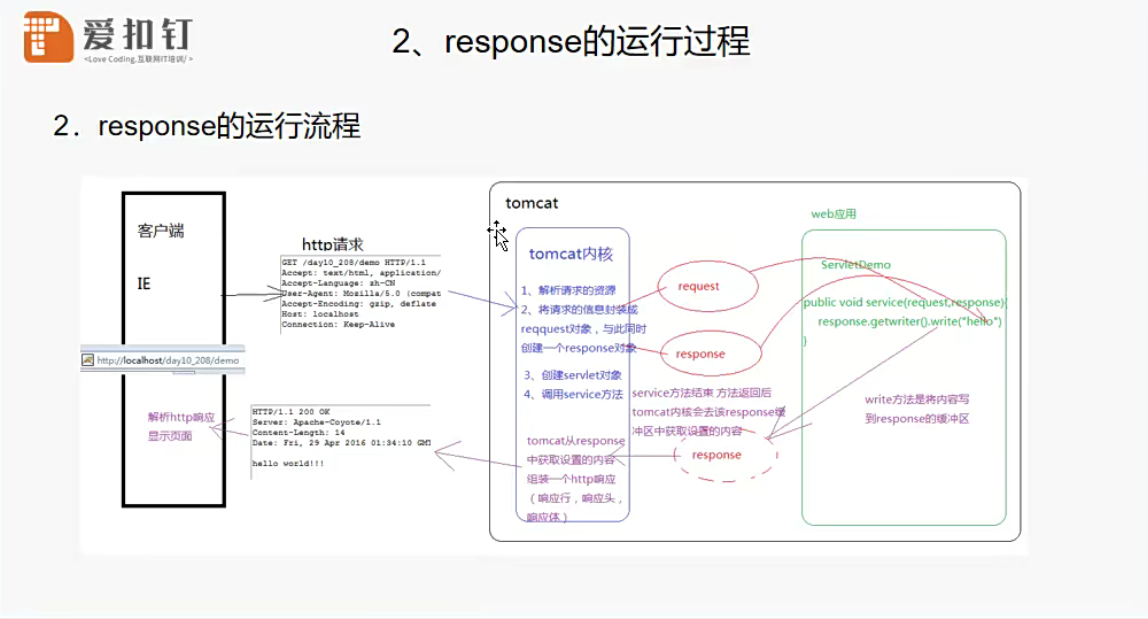 爱扣钉
<Love Coding,互联网IT培训/>
2、response的运行过程
2．response的运行流程
客户端
IE
http://localhost/day10_208/demo
解析http响应
显示页面
http请求
GET /day10_208/demo HTTP/1.1
Accept: text/html, application/
Accept-Language: zh-CN
User-Agent: Mozilla/5.0 (compat
Accept-Encoding: gzip, deflate
Host: localhost
Connection: Keep-Alive
HTTP/1.1 200 OK
Server: Apache-Coyote/1.1
Content-Length: 14
Date: Fri, 29 Apr 2016 01:34:10 GMT
hello world!!!
tomcat
tomcat内核
1、解析请求的资源
2、将请求的信息封装成
reqquest对象，与此同时
创建一个response对象
3、创建servlet对象
4、调用service方法
tomcat从response
中获取设置的内容
组装一个http响应
（响应行，响应头，
响应体）
request
response
service方法结束 方法返回后
tomcat内核会去该response缓
冲区中获取设置的内容
response
web应用
ServletDemo
public void service(request,response){
response.getwriter().write("hello")
}
write方法是将内容写
到response的缓冲区